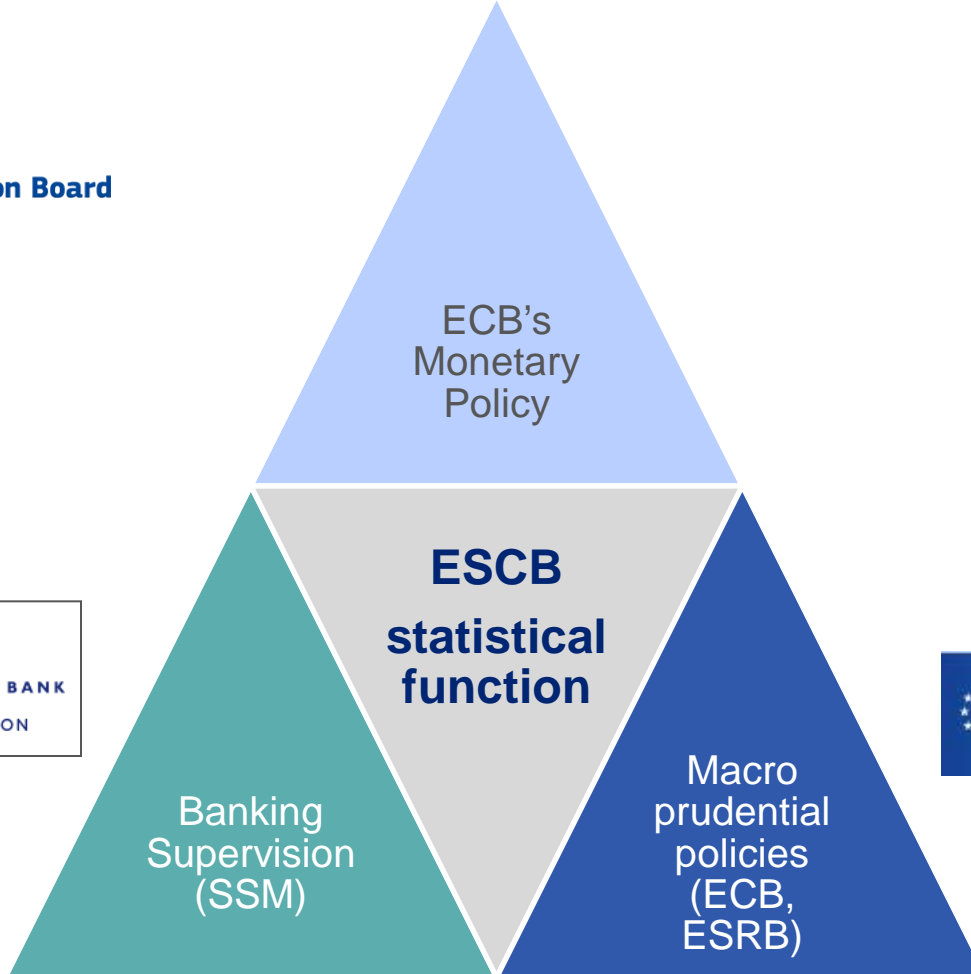 on Board
ECB’s
Monetary
Policy
ESCB
statistical
function
BANK
ON
Banking
Supervision
(SSM)
Macro
prudential
policies
(ECB,
ESRB)